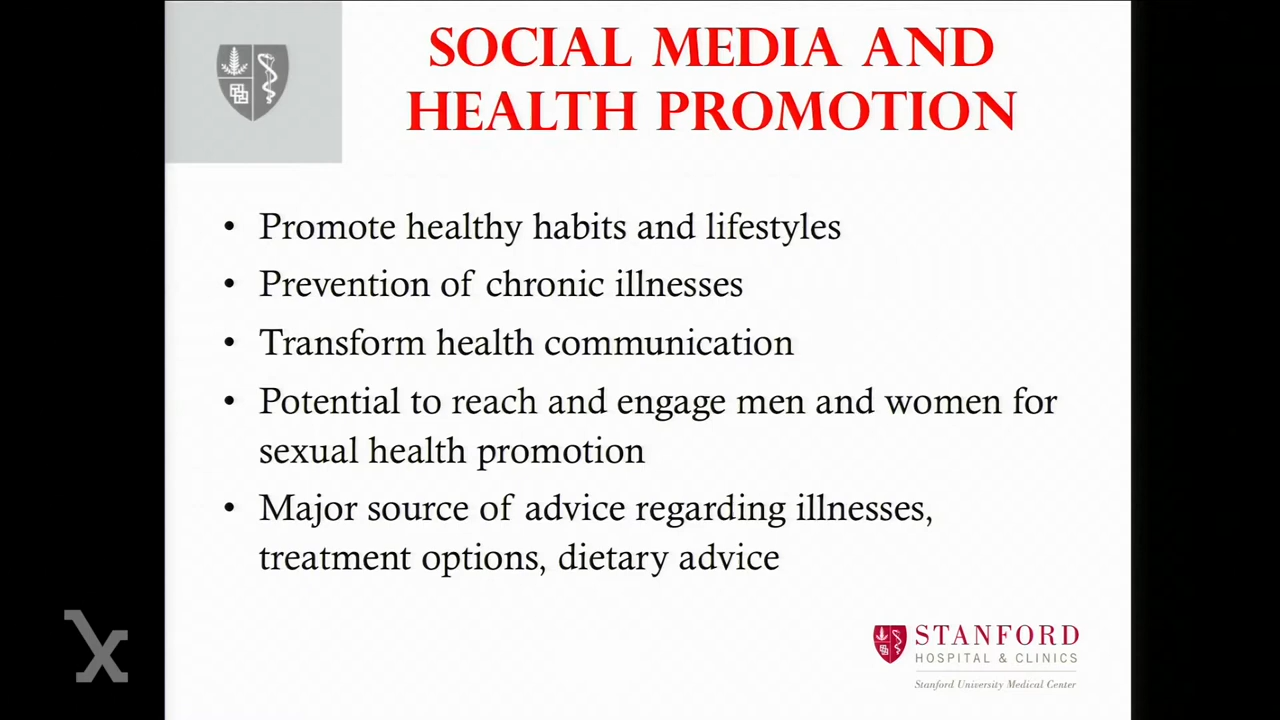 SOCIAL MEDIA AND
HEALTH PROMOTION
• Promote healthy habits and lifestyles
• Prevention of chronic illnesses
• Transform health communication
• Potential to reach and engage men and women for
sexual health promotion
• Major source of advice regarding illnesses,
treatment options, dietary advice
STANFORD
HOSPITAL & CLINICS
Stanford University Medical Center